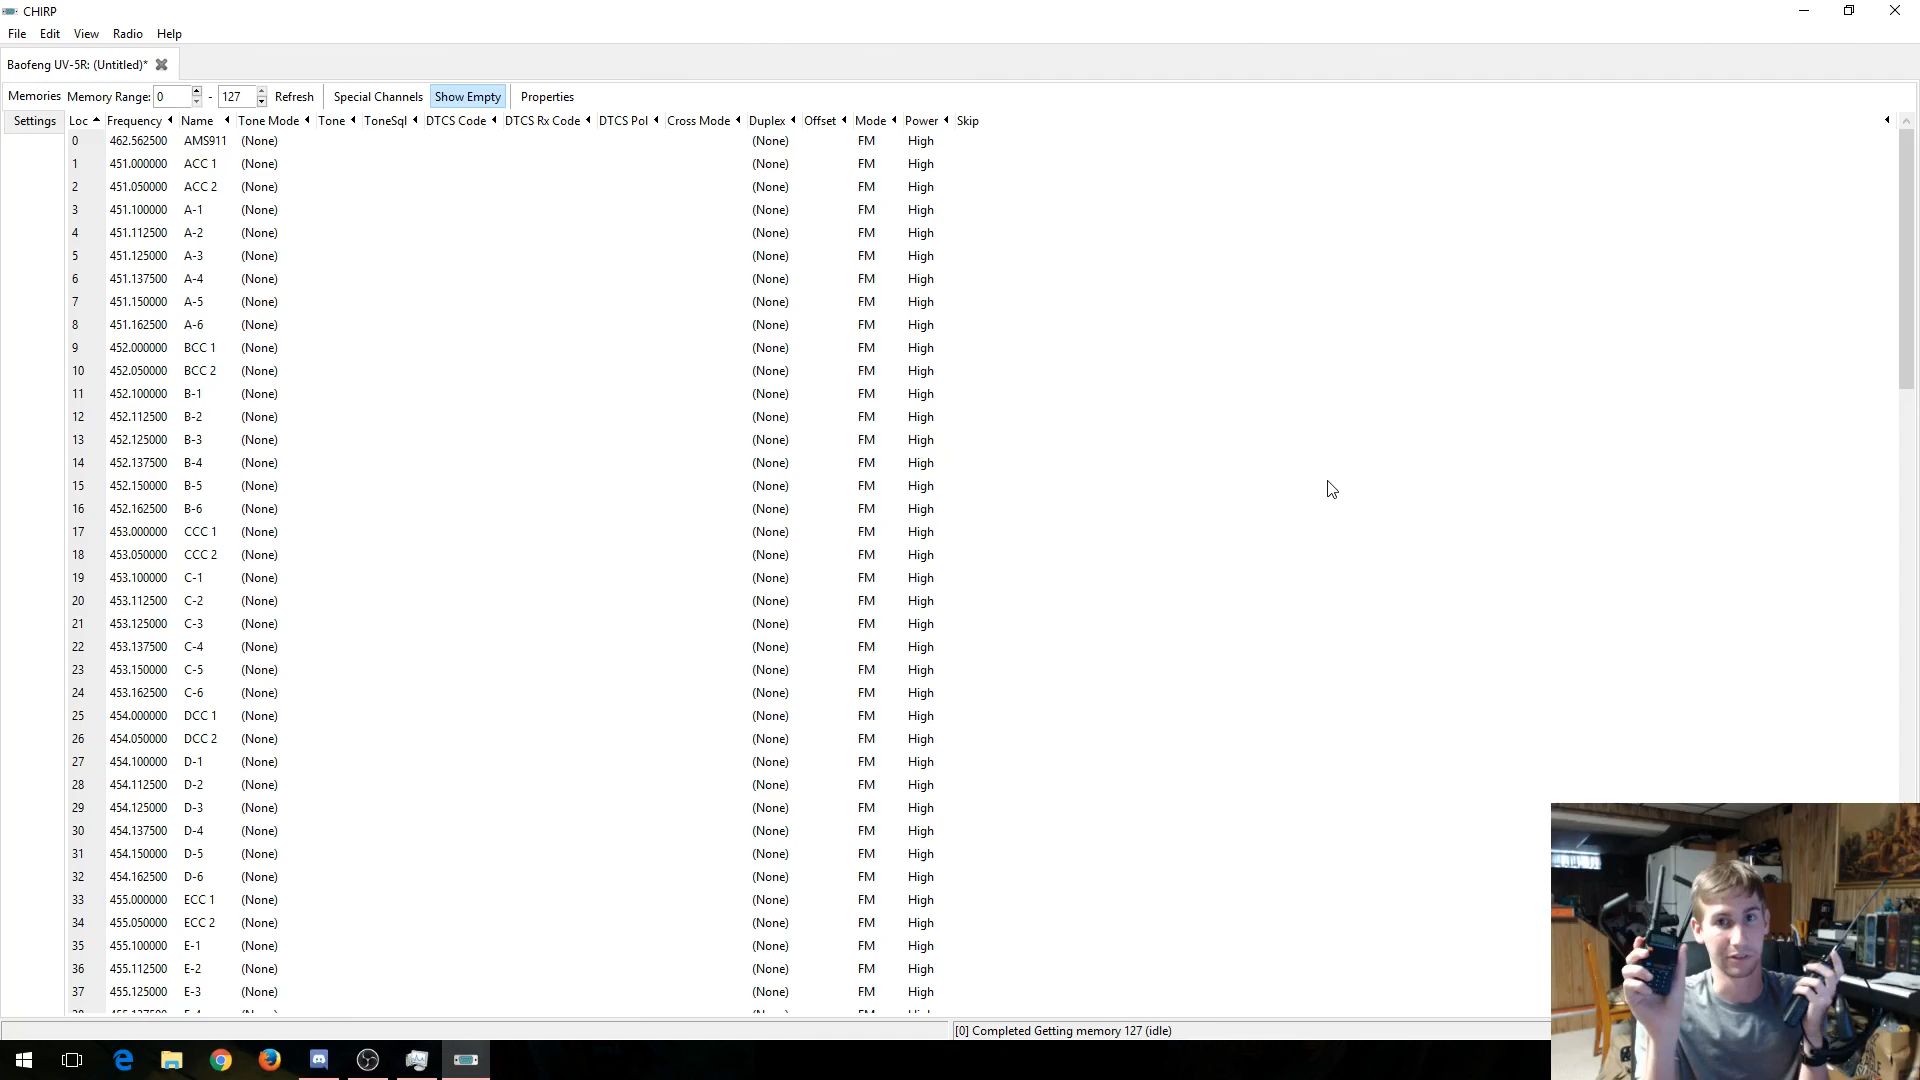 CHIRP
File Edit View Radio Help
Baofeng UV-5R: (Untitled)*
Memories Memory Range: 0 - 127 Refresh Special Channels Show Empty Properties
Settings Loc Frequency Name Tone Mode Tone ToneSql DTCS Code DTCS Rx Code DTCS Pol Cross Mode Duplex Offset Mode Power Skip
0 462.562500 AMS911 (None) (None) FM High
1 451.000000 ACC 1 (None) (None) FM High
2 451.050000 ACC 2 (None) (None) FM High
3 451.100000 A-1 (None) (None) FM High
4 451.112500 A-2 (None) (None) FM High
5 451.125000 A-3 (None) (None) FM High
6 451.137500 A-4 (None) (None) FM High
7 451.150000 A-5 (None) (None) FM High
8 451.162500 A-6 (None) (None) FM High
9 452.000000 BCC 1 (None) (None) FM High
10 452.050000 BCC 2 (None) (None) FM High
11 452.100000 B-1 (None) (None) FM High
12 452.112500 B-2 (None) (None) FM High
13 452.125000 B-3 (None) (None) FM High
14 452.137500 B-4 (None) (None) FM High
15 452.150000 B-5 (None) (None) FM High
16 452.162500 B-6 (None) (None) FM High
17 453.000000 CCC 1 (None) (None) FM High
18 453.050000 CCC 2 (None) (None) FM High
19 453.100000 C-1 (None) (None) FM High
20 453.112500 C-2 (None) (None) FM High
21 453.125000 C-3 (None) (None) FM High
22 453.137500 C-4 (None) (None) FM High
23 453.150000 C-5 (None) (None) FM High
24 453.162500 C-6 (None) (None) FM High
25 454.000000 DCC 1 (None) (None) FM High
26 454.050000 DCC 2 (None) (None) FM High
27 454.100000 D-1 (None) (None) FM High
28 454.112500 D-2 (None) (None) FM High
29 454.125000 D-3 (None) (None) FM High
30 454.137500 D-4 (None) (None) FM High
31 454.150000 D-5 (None) (None) FM High
32 454.162500 D-6 (None) (None) FM High
33 455.000000 ECC 1 (None) (None) FM High
34 455.050000 ECC 2 (None) (None) FM High
35 455.100000 E-1 (None) (None) FM High
36 455.112500 E-2 (None) (None) FM High
37 455.125000 E-3 (None) (None) FM High
[0] Completed Getting memory 127 (idle)